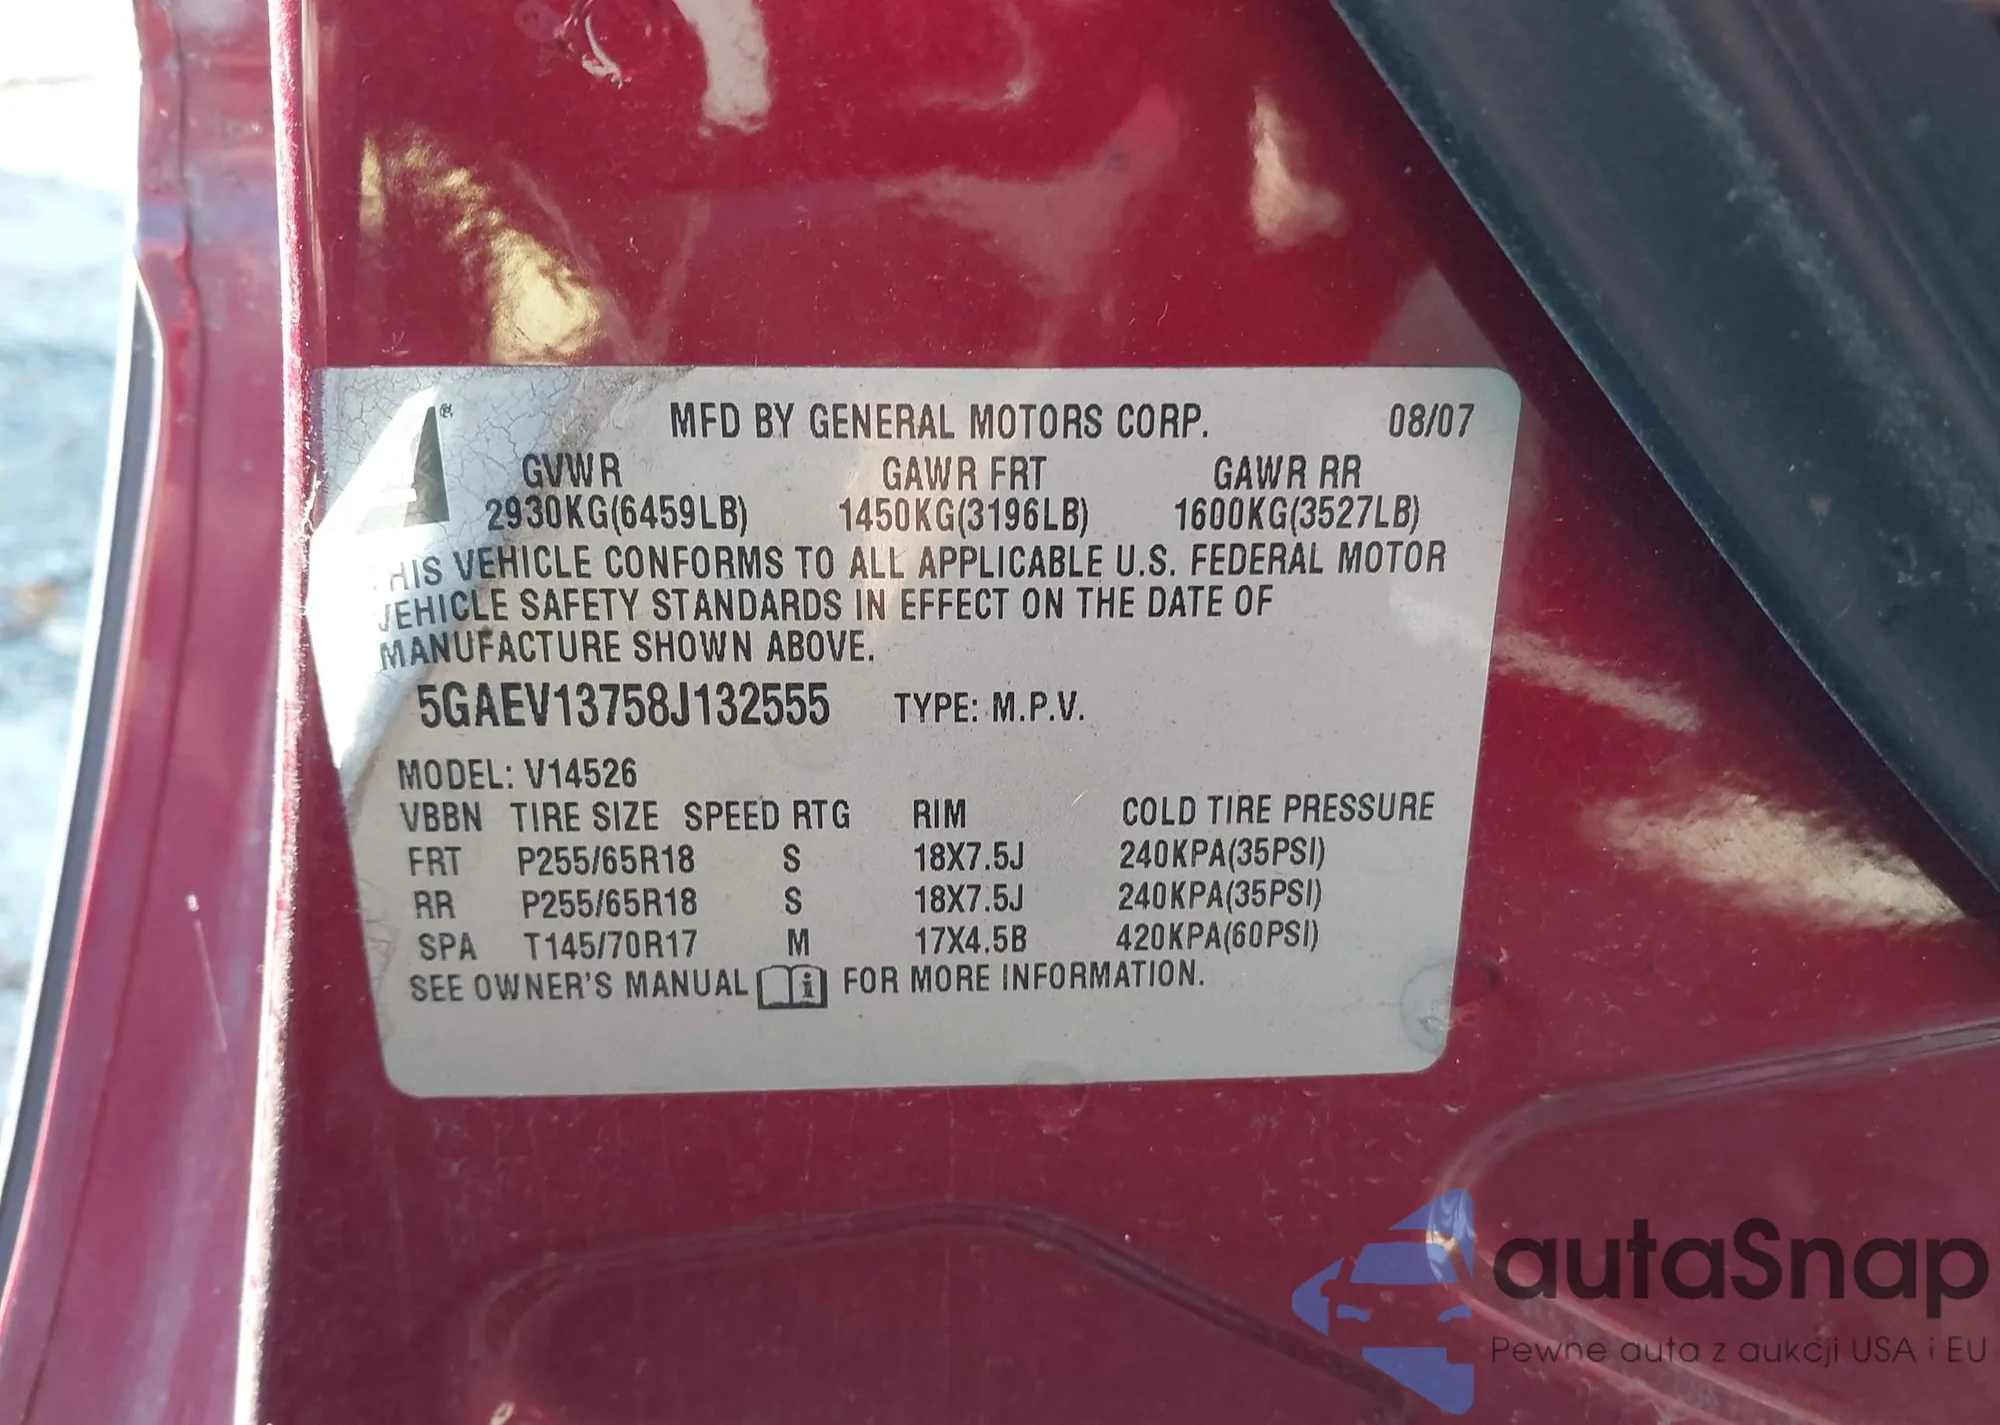 MFD BY GENERAL MOTORS CORP. 08/07
GVWR GAWR FRT GAWR RR
2930KG(6459LB) 1450KG(3196LB) 1600KG(3527LB)
THIS VEHICLE CONFORMS TO ALL APPLICABLE U.S. FEDERAL MOTOR
VEHICLE SAFETY STANDARDS IN EFFECT ON THE DATE OF
MANUFACTURE SHOWN ABOVE.
5GAEV13758J132555 TYPE: M.P.V.
MODEL: V14526
VBBN TIRE SIZE SPEED RTG RIM COLD TIRE PRESSURE
FRT P255/65R18 S 18X7.5J 240KPA(35PSI)
RR P255/65R18 S 18X7.5J 240KPA(35PSI)
SPA T145/70R17 M 17X4.5B 420KPA(60PSI)
SEE OWNER'S MANUAL i FOR MORE INFORMATION.
autaSnap
Pewne auta z aukcji USA i EU